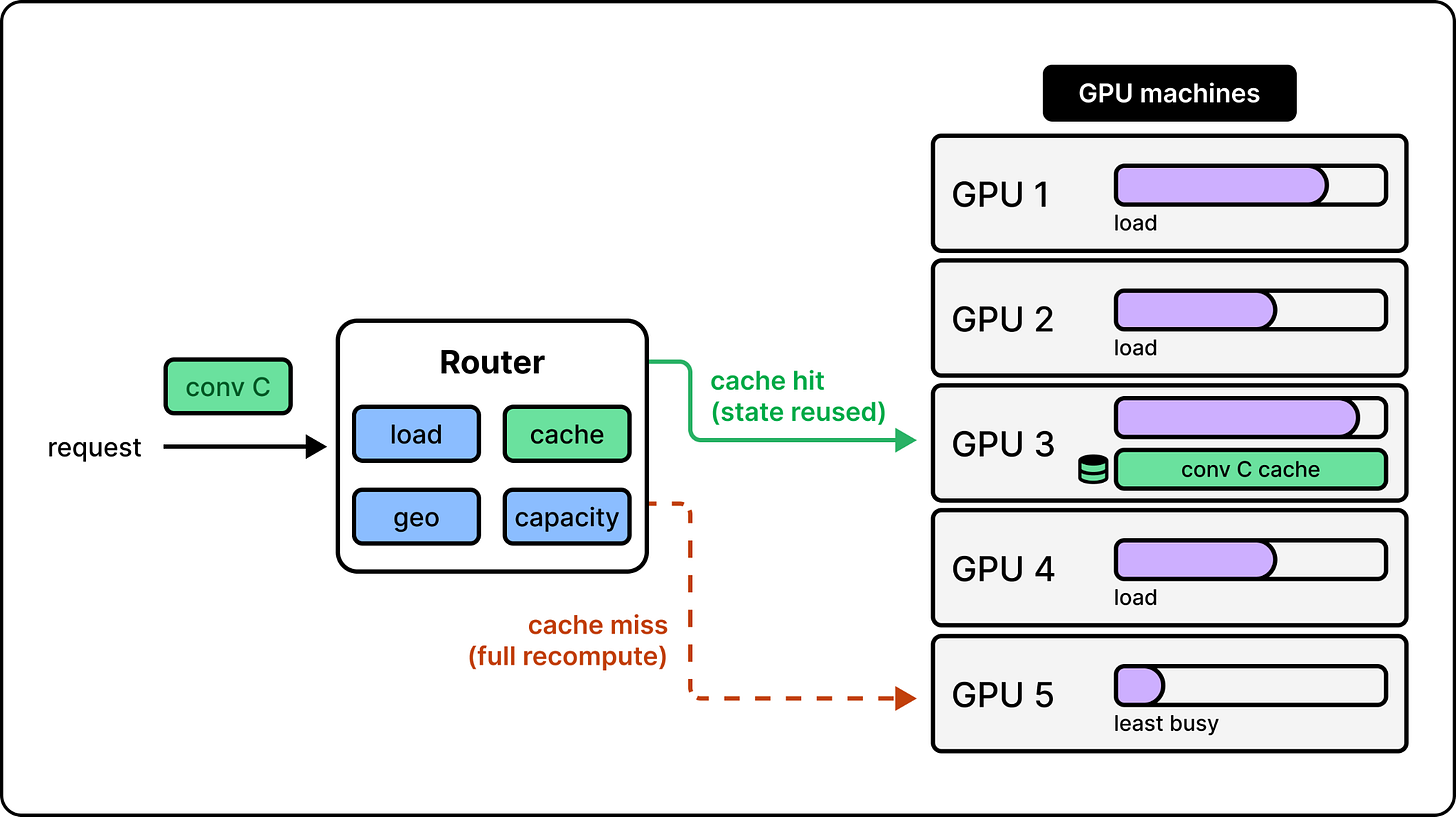 GPU machines
GPU 1
load
GPU 2
load
Router
conv C
request
load
cache
geo
capacity
cache hit
(state reused)
GPU 3
conv C cache
cache miss
(full recompute)
GPU 4
load
GPU 5
least busy